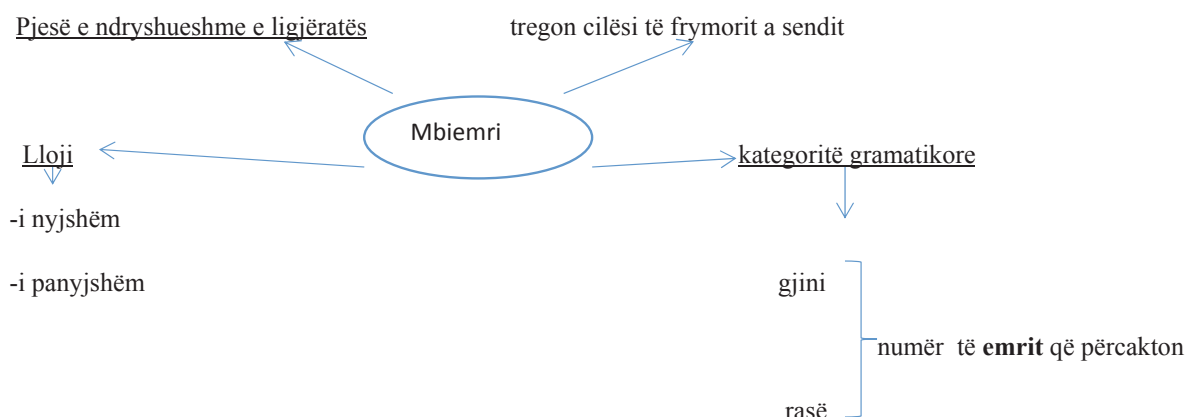 Pjesë e ndryshueshme e ligjëratës
tregon cilësi të frymorit a sendit
Mbiemri
Lloji
kategoritë gramatikore
-i nyjshëm
-i panyjshëm
gjini
numër të emrit që përcakton
rasë